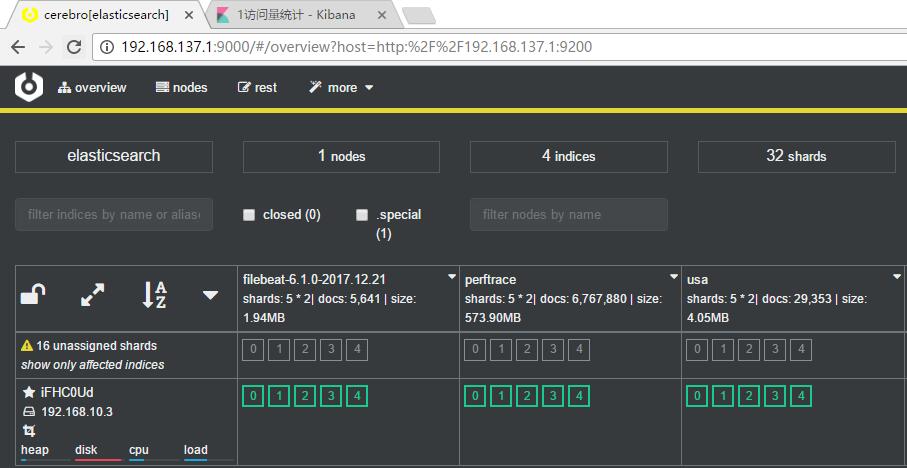 cerebro[elasticsearch]
1访问量统计 - Kibana
192.168.137.1:9000/#/overview?host=http:%2F%2F192.168.137.1:9200
overview
nodes
rest
more
elasticsearch
1 nodes
4 indices
32 shards
filter indices by name or aliase
closed (0)
.special
(1)
filter nodes by name
A
Z
filebeat-6.1.0-2017.12.21
shards: 5 * 2| docs: 5,641 | size:
1.94MB
perftrace
shards: 5 * 2| docs: 6,767,880 | size:
573.90MB
usa
shards: 5 * 2| docs: 29,353 | size:
4.05MB
16 unassigned shards
show only affected indices
0 1 2 3 4
0 1 2 3 4
0 1 2 3 4
iFHC0Ud
192.168.10.3
heap disk cpu load
0 1 2 3 4
0 1 2 3 4
0 1 2 3 4